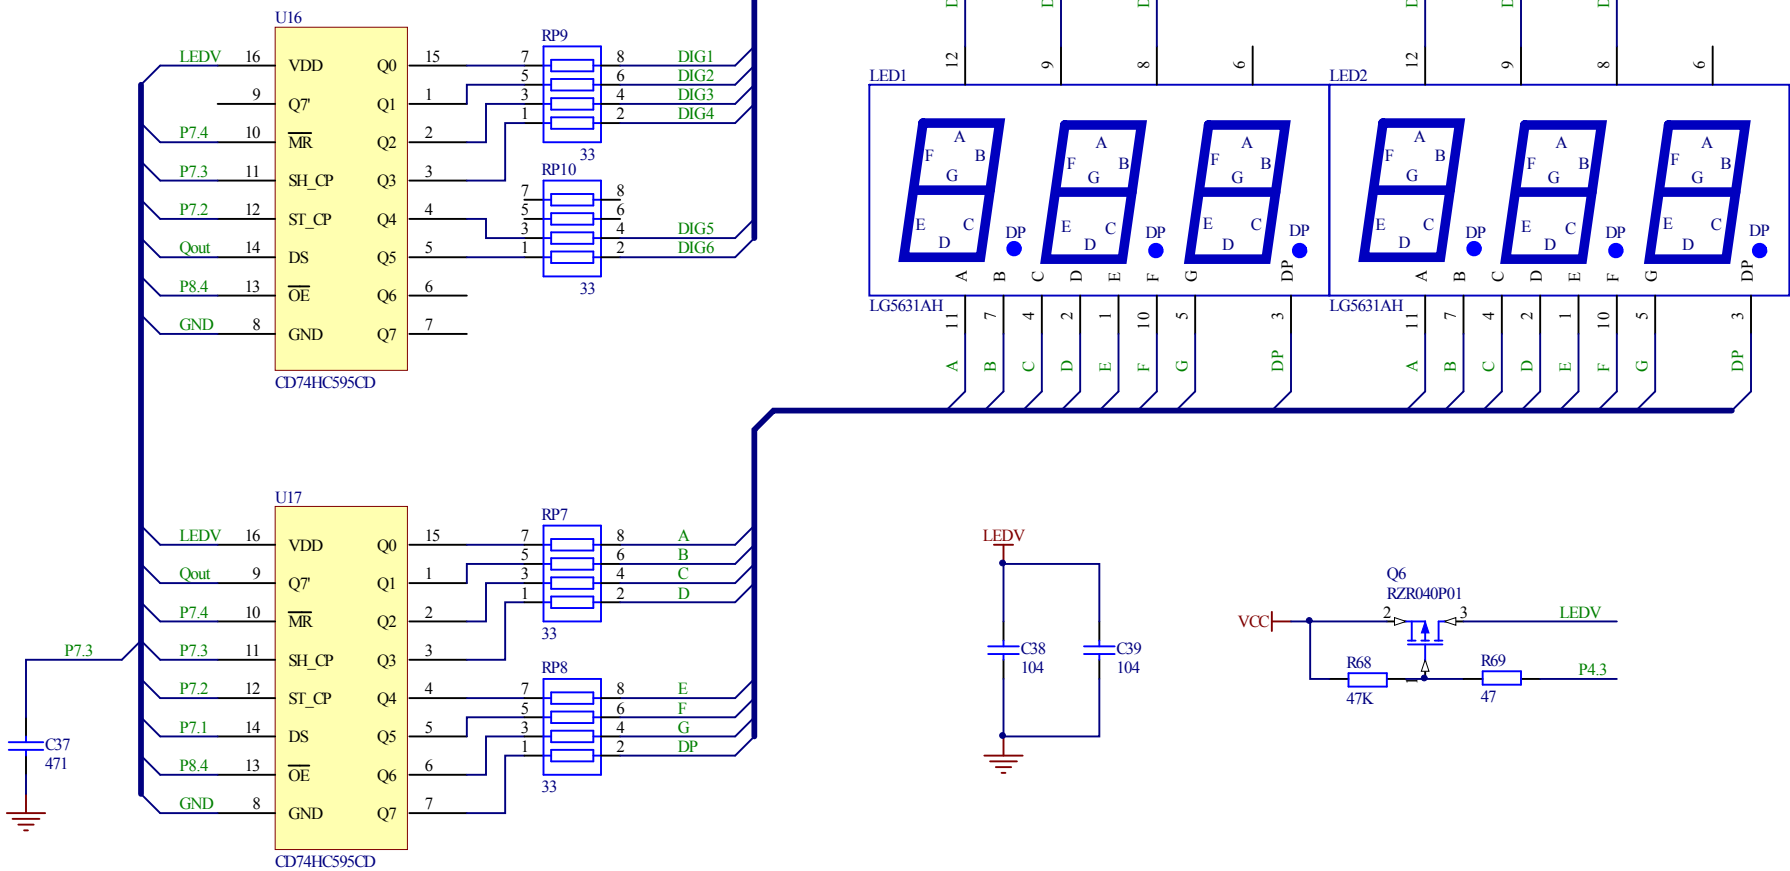 U16
LEDV 16 VDD Q0 15
9 Q7' Q1 1
P7.4 10 MR Q2 2
P7.3 11 SH_CP Q3 3
P7.2 12 ST_CP Q4 4
Qout 14 DS Q5 5
P8.4 13 OE Q6 6
GND 8 GND Q7 7
CD74HC595CD
RP9
7 8 DIG1
5 6 DIG2
3 4 DIG3
1 2 DIG4
33
RP10
7 8
5 6
3 4 DIG5
1 2 DIG6
33
D D D D D D
12 9 8 6 12 9 8 6
LED1
A B C D E F G DP
A B C D E F G DP
A B C D E F G DP
A B C D E F G DP
LG5631AH
11 7 4 2 1 10 5 3
A B C D E F G DP
LED2
A B C D E F G DP
A B C D E F G DP
A B C D E F G DP
A B C D E F G DP
LG5631AH
11 7 4 2 1 10 5 3
A B C D E F G DP
U17
LEDV 16 VDD Q0 15
Qout 9 Q7' Q1 1
P7.4 10 MR Q2 2
P7.3 P7.3 11 SH_CP Q3 3
P7.2 12 ST_CP Q4 4
P7.1 14 DS Q5 5
P8.4 13 OE Q6 6
GND 8 GND Q7 7
CD74HC595CD
C37
471
RP7
7 8 A
5 6 B
3 4 C
1 2 D
33
RP8
7 8 E
5 6 F
3 4 G
1 2 DP
33
LEDV
C38 C39
104 104
Q6
RZR040P01
VCC 2 3 LEDV
R68 1 R69 P4.3
47K 47